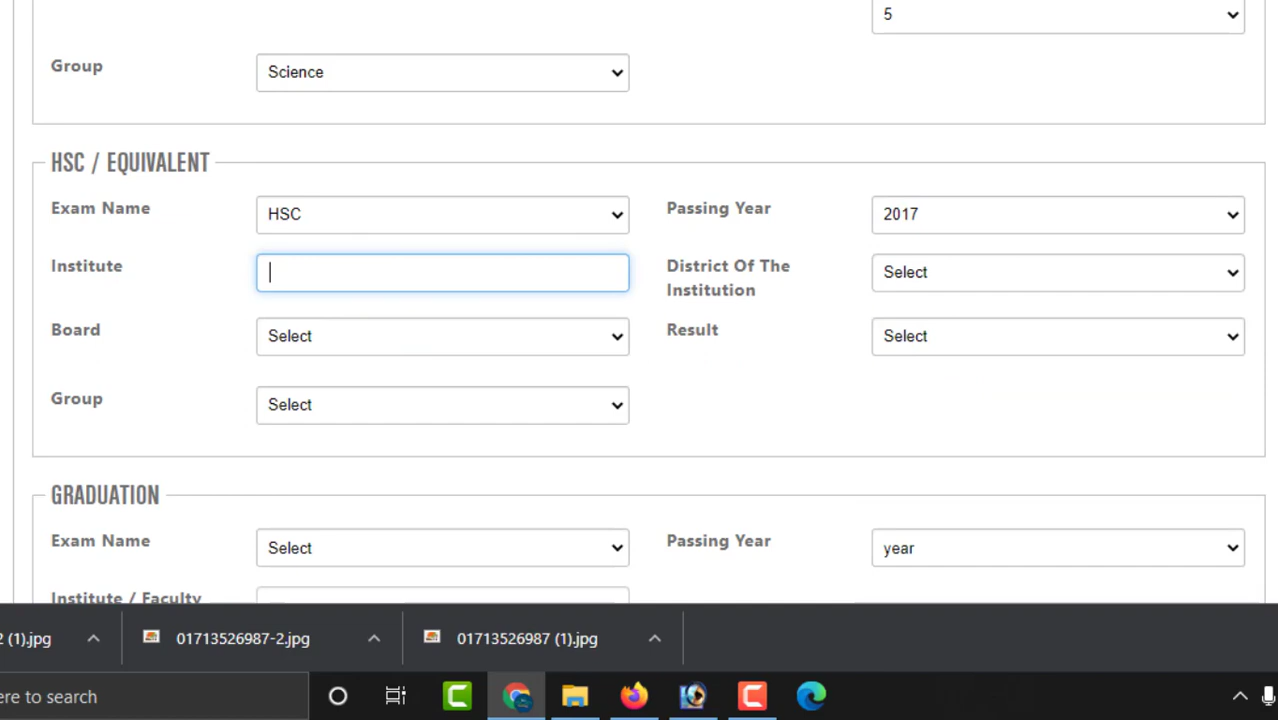 5
Group Science
HSC / EQUIVALENT
Exam Name HSC Passing Year 2017
Institute District Of The Institution Select
Board Select Result Select
Group Select
GRADUATION
Exam Name Select Passing Year year
Institute / Faculty
2 (1).jpg 01713526987-2.jpg 01713526987 (1).jpg
ere to search